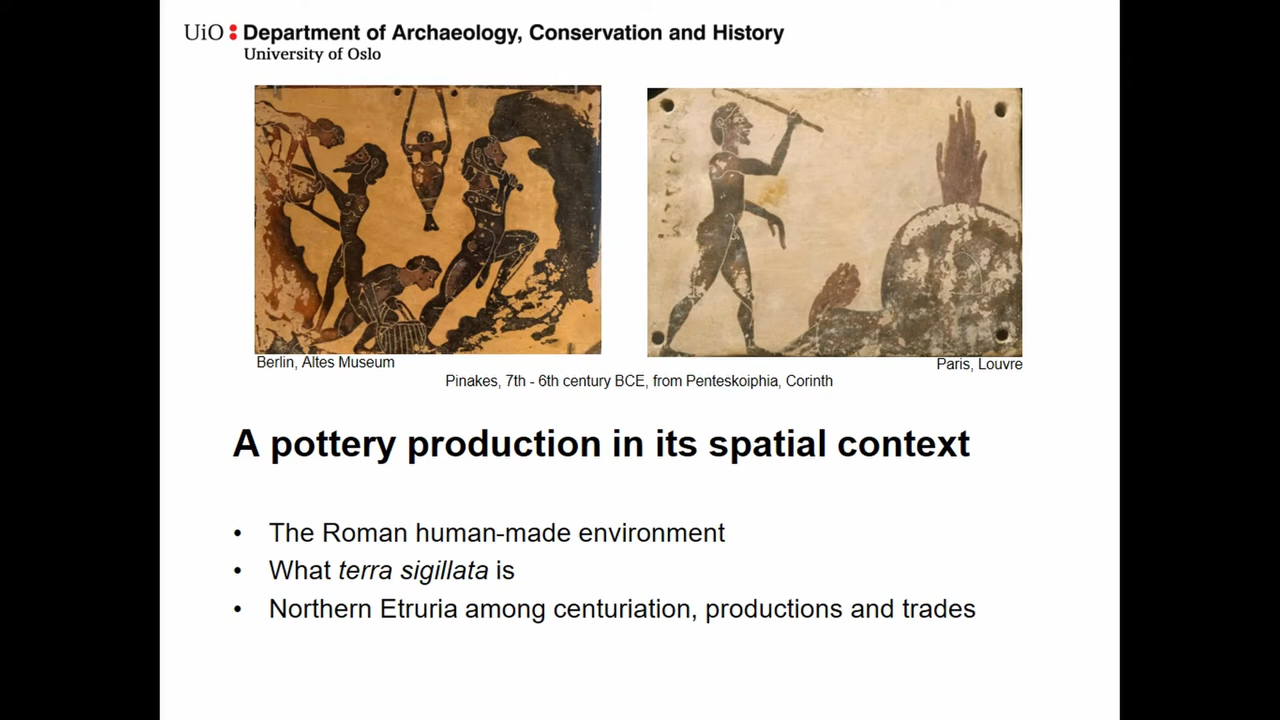 UiO : Department of Archaeology, Conservation and History
University of Oslo
Berlin, Altes Museum
Paris, Louvre
Pinakes, 7th - 6th century BCE, from Penteskoiphia, Corinth
A pottery production in its spatial context
• The Roman human-made environment
• What terra sigillata is
• Northern Etruria among centuriation, productions and trades